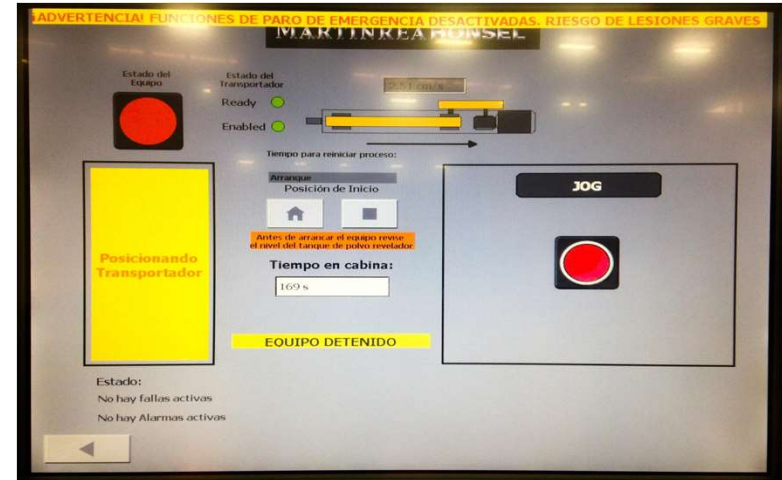 ¡ADVERTENCIA! FUNCIONES DE PARO DE EMERGENCIA DESACTIVADAS. RIESGO DE LESIONES GRAVES
MARTINREA HONSEL
Estado del
Equipo
Estado del
Transportador
2.51 cm/s
Ready
Enabled
Tiempo para reiniciar proceso:
Arranque
Posición de Inicio
JOG
Antes de arrancar el equipo revise
el nivel del tanque de polvo revelador
Posicionando
Transportador
Tiempo en cabina:
169 s
EQUIPO DETENIDO
Estado:
No hay fallas activas
No hay Alarmas activas